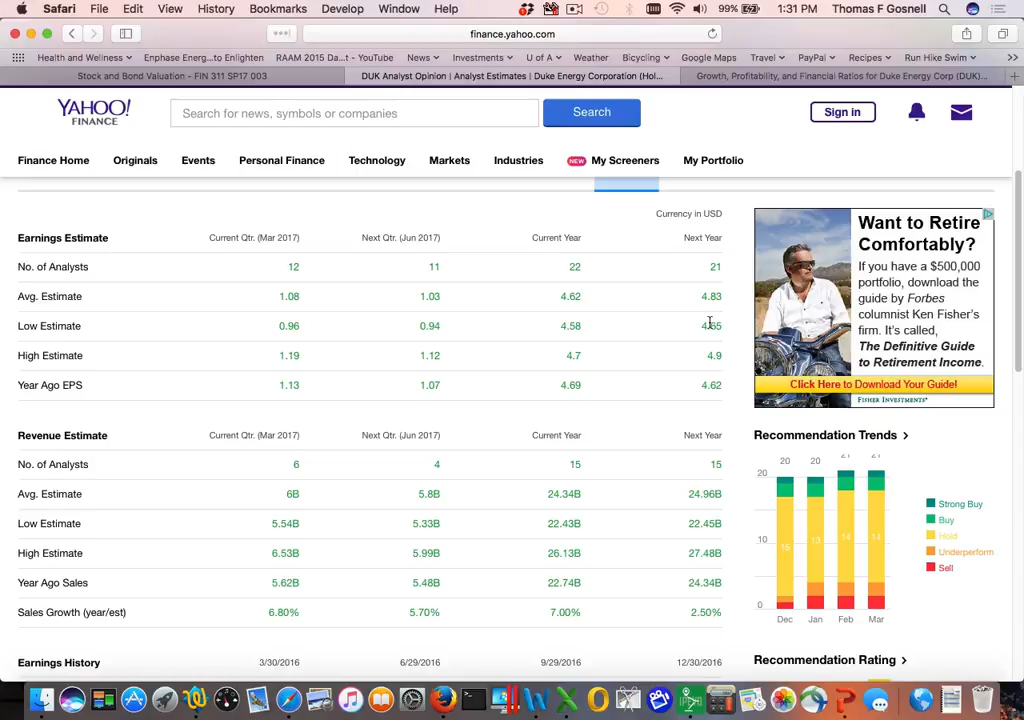 Safari File Edit View History Bookmarks Develop Window Help 99% 1:31 PM Thomas F Gosnell
finance.yahoo.com
Health and Wellness Enphase Energ...to Enlighten RAAM 2015 Da...t - YouTube News Investments U of A Weather Bicycling Google Maps Travel PayPal Recipes Run Hike Swim
Stock and Bond Valuation - FIN 311 SP17 003
DUK Analyst Opinion | Analyst Estimates | Duke Energy Corporation (Hol...
Growth, Profitability, and Financial Ratios for Duke Energy Corp (DUK)...
YAHOO!
FINANCE
Search for news, symbols or companies
Search
Sign in
Finance Home Originals Events Personal Finance Technology Markets Industries NEW My Screeners My Portfolio
Currency in USD
Earnings Estimate Current Qtr. (Mar 2017) Next Qtr. (Jun 2017) Current Year Next Year
No. of Analysts 12 11 22 21
Avg. Estimate 1.08 1.03 4.62 4.83
Low Estimate 0.96 0.94 4.58 4.65
High Estimate 1.19 1.12 4.7 4.9
Year Ago EPS 1.13 1.07 4.69 4.62
Revenue Estimate Current Qtr. (Mar 2017) Next Qtr. (Jun 2017) Current Year Next Year
No. of Analysts 6 4 15 15
Avg. Estimate 6B 5.8B 24.34B 24.96B
Low Estimate 5.54B 5.33B 22.43B 22.45B
High Estimate 6.53B 5.99B 26.13B 27.48B
Year Ago Sales 5.62B 5.48B 22.74B 24.34B
Sales Growth (year/est) 6.80% 5.70% 7.00% 2.50%
Earnings History 3/30/2016 6/29/2016 9/29/2016 12/30/2016
Want to Retire
Comfortably?
If you have a $500,000
portfolio, download the
guide by Forbes
columnist Ken Fisher's
firm. It's called,
The Definitive Guide
to Retirement Income.
Click Here to Download Your Guide!
FISHER INVESTMENTS
Recommendation Trends
20 20 21 21
20
10
0
15 13 14 14
Dec Jan Feb Mar
Strong Buy
Buy
Hold
Underperform
Sell
Recommendation Rating